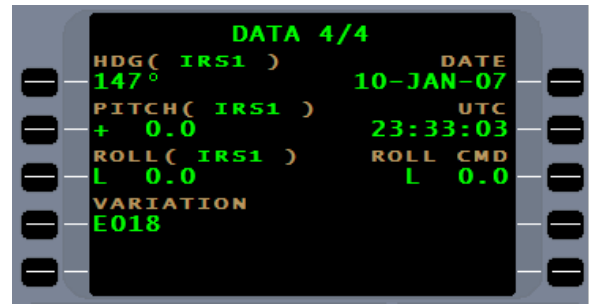 DATA 4/4
HDG( IRS1 ) DATE
147° 10-JAN-07
PITCH( IRS1 ) UTC
+ 0.0 23:33:03
ROLL( IRS1 ) ROLL CMD
L 0.0 L 0.0
VARIATION
E018